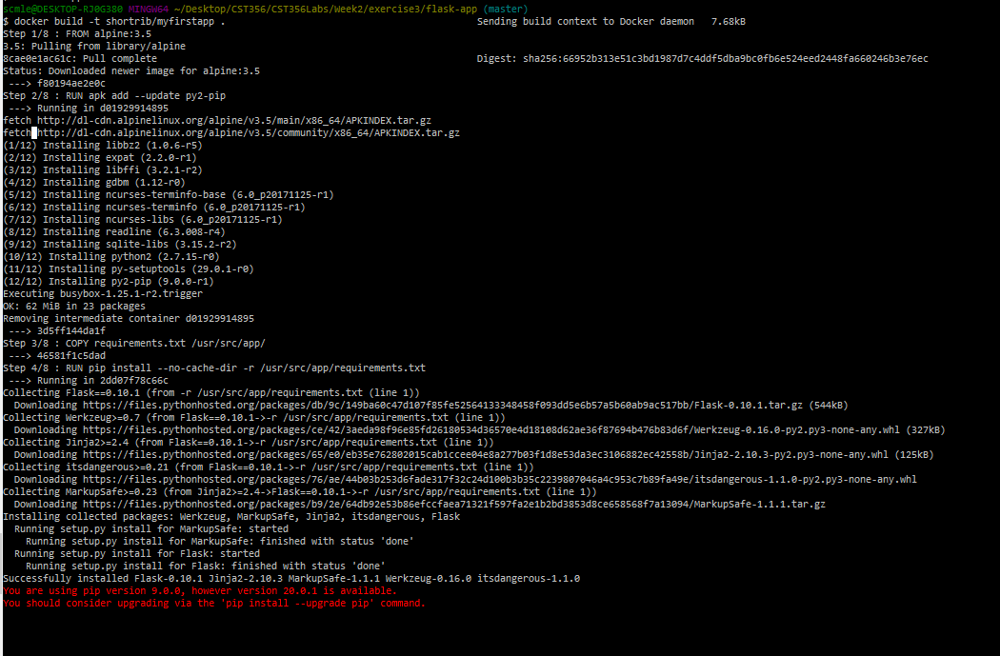 scmle@DESKTOP-RJ0G380 MINGW64 ~/Desktop/CST356/CST356Labs/Week2/exercise3/flask-app (master)
$ docker build -t shortrib/myfirstapp . Sending build context to Docker daemon 7.68kB
Step 1/8 : FROM alpine:3.5
3.5: Pulling from library/alpine
8cae0e1ac61c: Pull complete Digest: sha256:66952b313e51c3bd1987d7c4ddf5dba9bc0fb6e524eed2448fa660246b3e76ec
Status: Downloaded newer image for alpine:3.5
 ---> f80194ae2e0c
Step 2/8 : RUN apk add --update py2-pip
 ---> Running in d01929914895
fetch http://dl-cdn.alpinelinux.org/alpine/v3.5/main/x86_64/APKINDEX.tar.gz
fetch http://dl-cdn.alpinelinux.org/alpine/v3.5/community/x86_64/APKINDEX.tar.gz
(1/12) Installing libbz2 (1.0.6-r5)
(2/12) Installing expat (2.2.0-r1)
(3/12) Installing libffi (3.2.1-r2)
(4/12) Installing gdbm (1.12-r0)
(5/12) Installing ncurses-terminfo-base (6.0_p20171125-r1)
(6/12) Installing ncurses-terminfo (6.0_p20171125-r1)
(7/12) Installing ncurses-libs (6.0_p20171125-r1)
(8/12) Installing readline (6.3.008-r4)
(9/12) Installing sqlite-libs (3.15.2-r2)
(10/12) Installing python2 (2.7.15-r0)
(11/12) Installing py-setuptools (29.0.1-r0)
(12/12) Installing py2-pip (9.0.0-r1)
Executing busybox-1.25.1-r2.trigger
OK: 62 MiB in 23 packages
Removing intermediate container d01929914895
 ---> 3d5ff144da1f
Step 3/8 : COPY requirements.txt /usr/src/app/
 ---> 46581f1c5dad
Step 4/8 : RUN pip install --no-cache-dir -r /usr/src/app/requirements.txt
 ---> Running in 2dd07f78c66c
Collecting Flask==0.10.1 (from -r /usr/src/app/requirements.txt (line 1))
  Downloading https://files.pythonhosted.org/packages/db/9c/149ba60c47d107f85fe52564133348458f093dd5e6b57a5b60ab9ac517bb/Flask-0.10.1.tar.gz (544kB)
Collecting Werkzeug>=0.7 (from Flask==0.10.1->-r /usr/src/app/requirements.txt (line 1))
  Downloading https://files.pythonhosted.org/packages/ce/42/3aeda98f96e85fd26180534d36570e4d18108d62ae36f87694b476b83d6f/Werkzeug-0.16.0-py2.py3-none-any.whl (327kB)
Collecting Jinja2>=2.4 (from Flask==0.10.1->-r /usr/src/app/requirements.txt (line 1))
  Downloading https://files.pythonhosted.org/packages/65/e0/eb35e762802015cab1ccee04e8a277b03f1d8e53da3ec3106882ec42558b/Jinja2-2.10.3-py2.py3-none-any.whl (125kB)
Collecting itsdangerous>=0.21 (from Flask==0.10.1->-r /usr/src/app/requirements.txt (line 1))
  Downloading https://files.pythonhosted.org/packages/76/ae/44b03b253d6fade317f32c24d100b3b35c2239807046a4c953c7b89fa49e/itsdangerous-1.1.0-py2.py3-none-any.whl
Collecting MarkupSafe>=0.23 (from Jinja2>=2.4->Flask==0.10.1->-r /usr/src/app/requirements.txt (line 1))
  Downloading https://files.pythonhosted.org/packages/b9/2e/64db92e53b86efccfaea71321f597fa2e1b2bd3853d8ce658568f7a13094/MarkupSafe-1.1.1.tar.gz
Installing collected packages: Werkzeug, MarkupSafe, Jinja2, itsdangerous, Flask
  Running setup.py install for MarkupSafe: started
    Running setup.py install for MarkupSafe: finished with status 'done'
  Running setup.py install for Flask: started
    Running setup.py install for Flask: finished with status 'done'
Successfully installed Flask-0.10.1 Jinja2-2.10.3 MarkupSafe-1.1.1 Werkzeug-0.16.0 itsdangerous-1.1.0
You are using pip version 9.0.0, however version 20.0.1 is available.
You should consider upgrading via the 'pip install --upgrade pip' command.